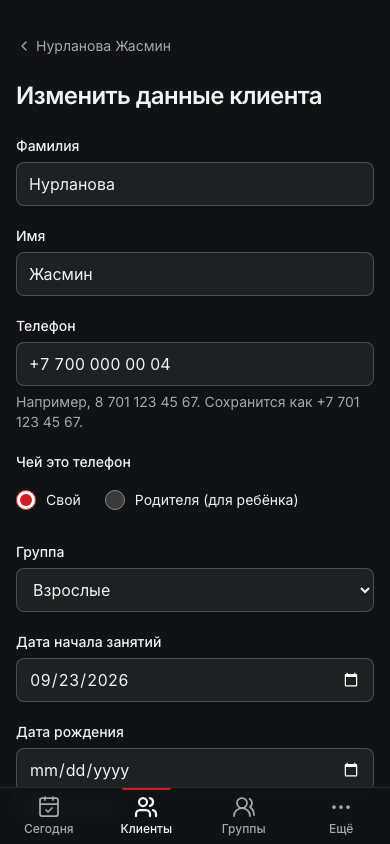 Нурланова Жасмин
Изменить данные клиента
Фамилия
Нурланова
Имя
Жасмин
Телефон
+7 700 000 00 04
Например, 8 701 123 45 67. Сохранится как +7 701
123 45 67.
Чей это телефон
Свой
Родителя (для ребёнка)
Группа
Взрослые
Дата начала занятий
09/23/2026
Дата рождения
mm/dd/yyyy
Сегодня
Клиенты
Группы
Ещё